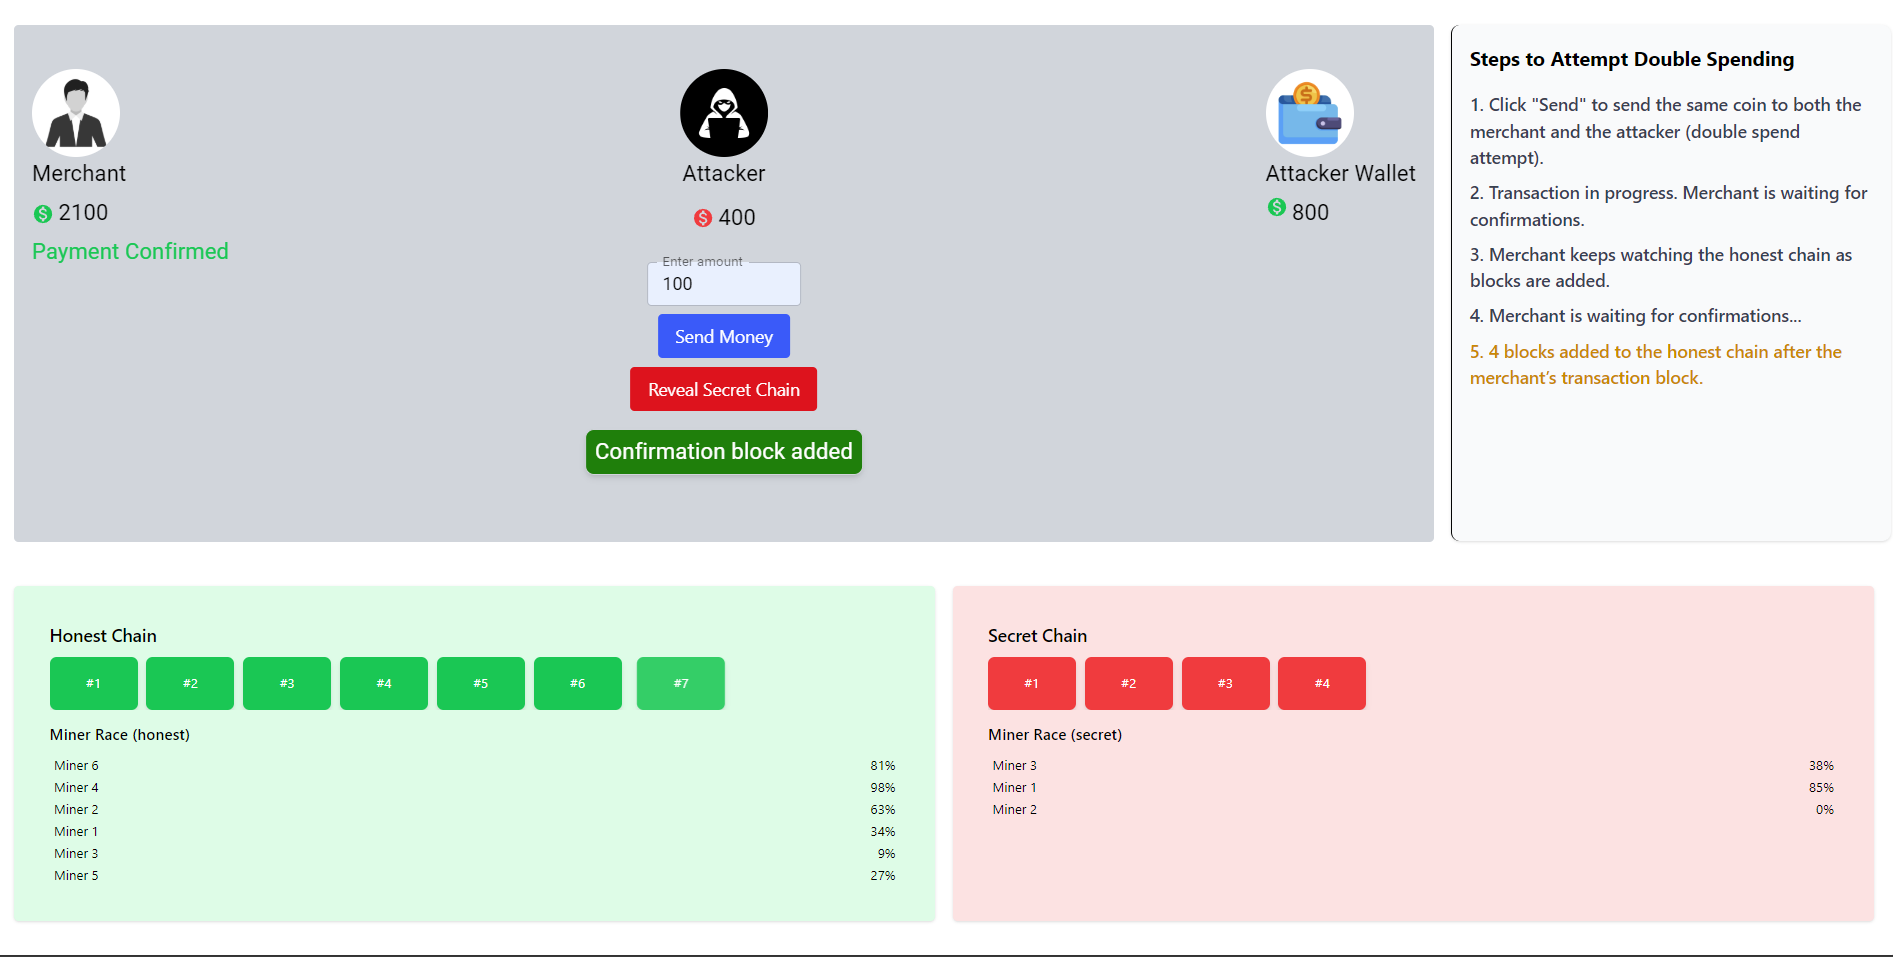 Merchant
$ 2100
Payment Confirmed
Attacker
$ 400
Enter amount
100
Send Money
Reveal Secret Chain
Confirmation block added
$
Attacker Wallet
$ 800
Steps to Attempt Double Spending
1. Click "Send" to send the same coin to both the
merchant and the attacker (double spend
attempt).
2. Transaction in progress. Merchant is waiting for
confirmations.
3. Merchant keeps watching the honest chain as
blocks are added.
4. Merchant is waiting for confirmations...
5. 4 blocks added to the honest chain after the
merchant’s transaction block.
Honest Chain
#1 #2 #3 #4 #5 #6 #7
Miner Race (honest)
Miner 6 81%
Miner 4 98%
Miner 2 63%
Miner 1 34%
Miner 3 9%
Miner 5 27%
Secret Chain
#1 #2 #3 #4
Miner Race (secret)
Miner 3 38%
Miner 1 85%
Miner 2 0%